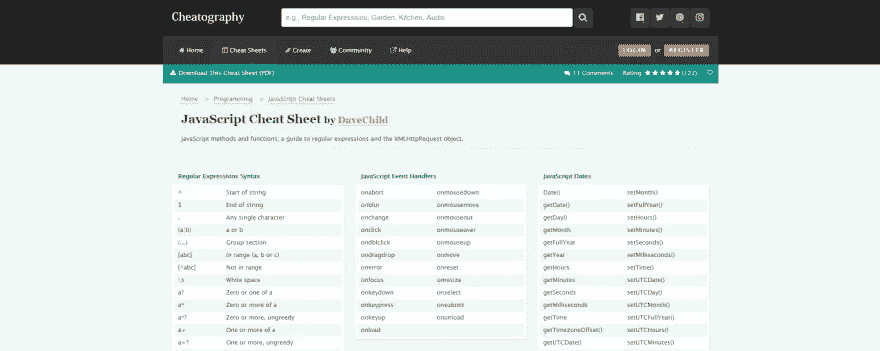 Cheatography
e.g., Regular Expressions, Garden, Kitchen, Audio
Home
Cheat Sheets
Create
Community
Help
or
Download This Cheat Sheet (PDF)
11 Comments
Rating
Home > Programming > JavaScript Cheat Sheets
JavaScript Cheat Sheet by DaveChild
JavaScript methods and functions, a guide to regular expressions and the XMLHttpRequest object.
Regular Expressions Syntax
^ Start of string
$ End of string
. Any single character
(a|b) a or b
(...) Group section
[abc] In range (a, b or c)
[^abc] Not in range
\s White space
a? Zero or one of a
a* Zero or more of a
a*? Zero or more, ungreedy
a+ One or more of a
a+? One or more, ungreedy
JavaScript Event Handlers
onabort onmousedown
onblur onmousemove
onchange onmouseout
onclick onmouseover
ondblclick onmouseup
ondragdrop onmove
onerror onreset
onfocus onresize
onkeydown onselect
onkeypress onsubmit
onkeyup onunload
onload
JavaScript Dates
Date() setMonth()
getDate() setFullYear()
getDay() setHours()
getMonth setMinutes()
getFullYear setSeconds()
getYear setMilliseconds()
getHours setTime()
getMinutes setUTCDate()
getSeconds setUTCDay()
getMilliseconds setUTCMonth()
getTime setUTCFullYear()
getTimezoneOffset() setUTCHours()
getUTCDate() setUTCMinutes()